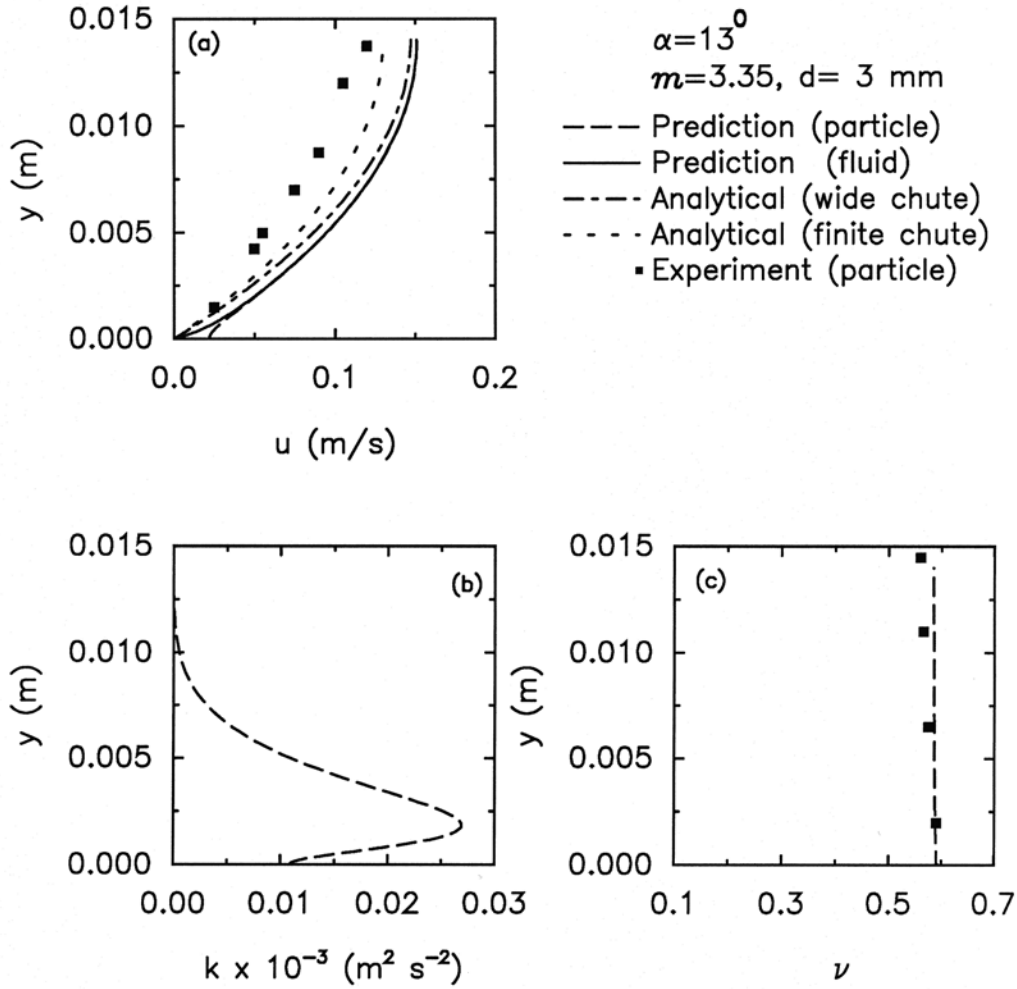 (a)
0.015
0.010
0.005
0.000
y (m)
0.0 0.1 0.2
u (m/s)
α=13⁰
m=3.35, d= 3 mm
Prediction (particle)
Prediction (fluid)
Analytical (wide chute)
Analytical (finite chute)
Experiment (particle)
(b)
0.015
0.010
0.005
0.000
y (m)
0.00 0.01 0.02 0.03
k x 10⁻³ (m² s⁻²)
(c)
0.015
0.010
0.005
0.000
y (m)
0.1 0.3 0.5 0.7
ν